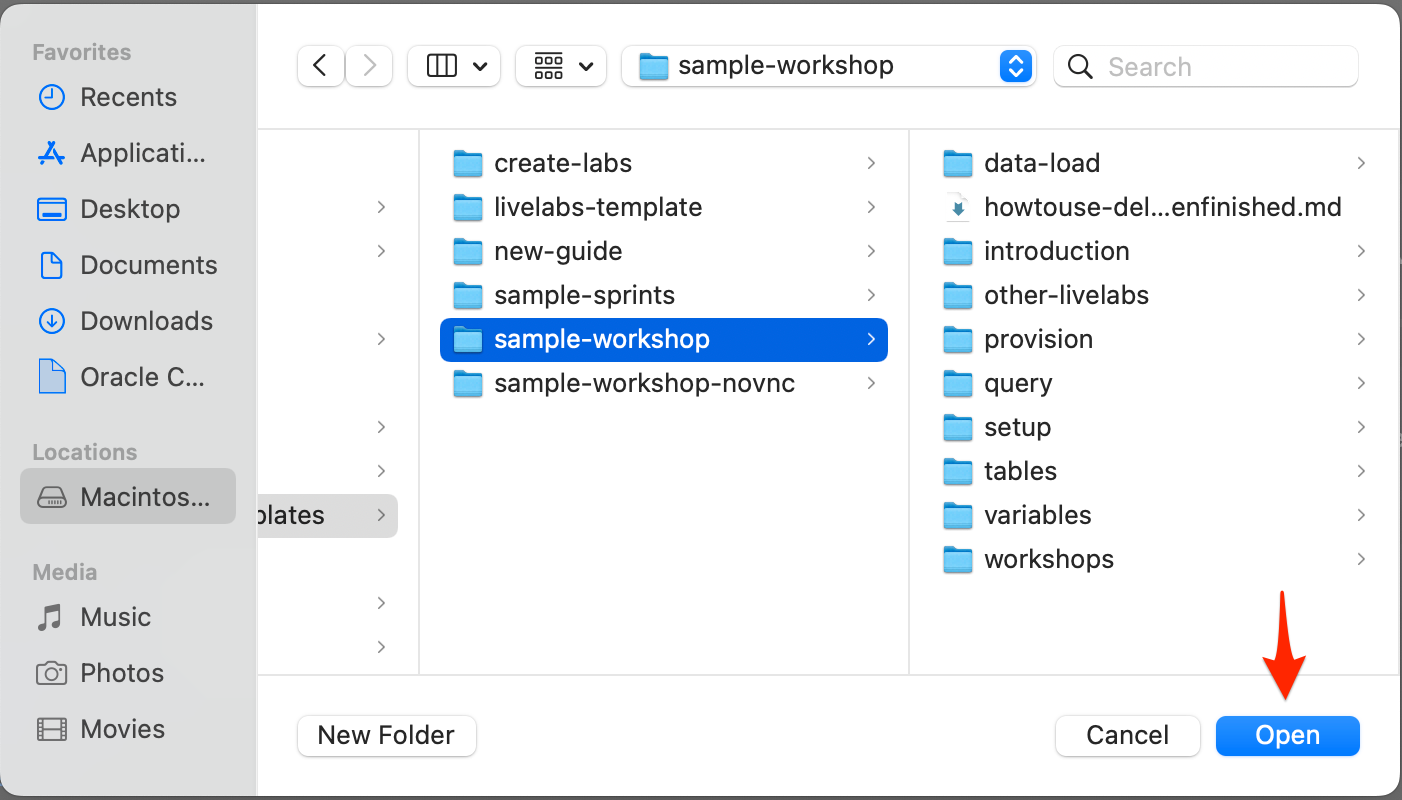 Favorites
Recents
Applicati...
Desktop
Documents
Downloads
Oracle C...
Locations
Macintos...
Media
Music
Photos
Movies
sample-workshop
Search
plates
create-labs
livelabs-template
new-guide
sample-sprints
sample-workshop
sample-workshop-novnc
data-load
howtouse-del...enfinished.md
introduction
other-livelabs
provision
query
setup
tables
variables
workshops
New Folder
Cancel
Open